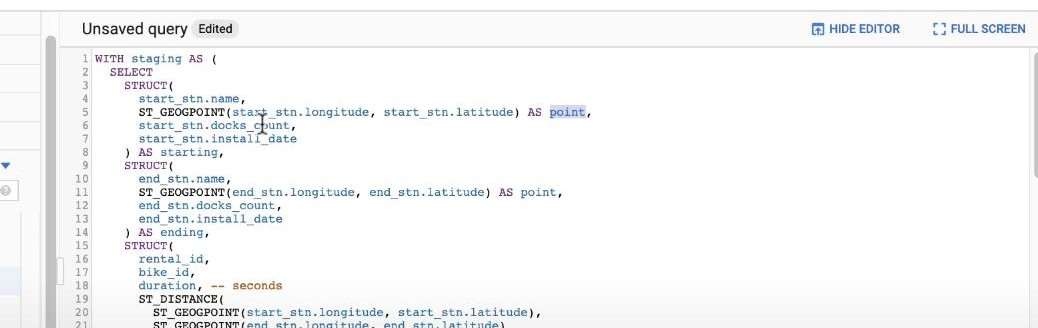 Unsaved query Edited HIDE EDITOR FULL SCREEN
1 WITH staging AS (
2 SELECT
3 STRUCT(
4 start_stn.name,
5 ST_GEOGPOINT(start_stn.longitude, start_stn.latitude) AS point,
6 start_stn.docks_count,
7 start_stn.install_date
8 ) AS starting,
9 STRUCT(
10 end_stn.name,
11 ST_GEOGPOINT(end_stn.longitude, end_stn.latitude) AS point,
12 end_stn.docks_count,
13 end_stn.install_date
14 ) AS ending,
15 STRUCT(
16 rental_id,
17 bike_id,
18 duration, -- seconds
19 ST_DISTANCE(
20 ST_GEOGPOINT(start_stn.longitude, start_stn.latitude),
21 ST_GEOGPOINT(end_stn.longitude, end_stn.latitude)